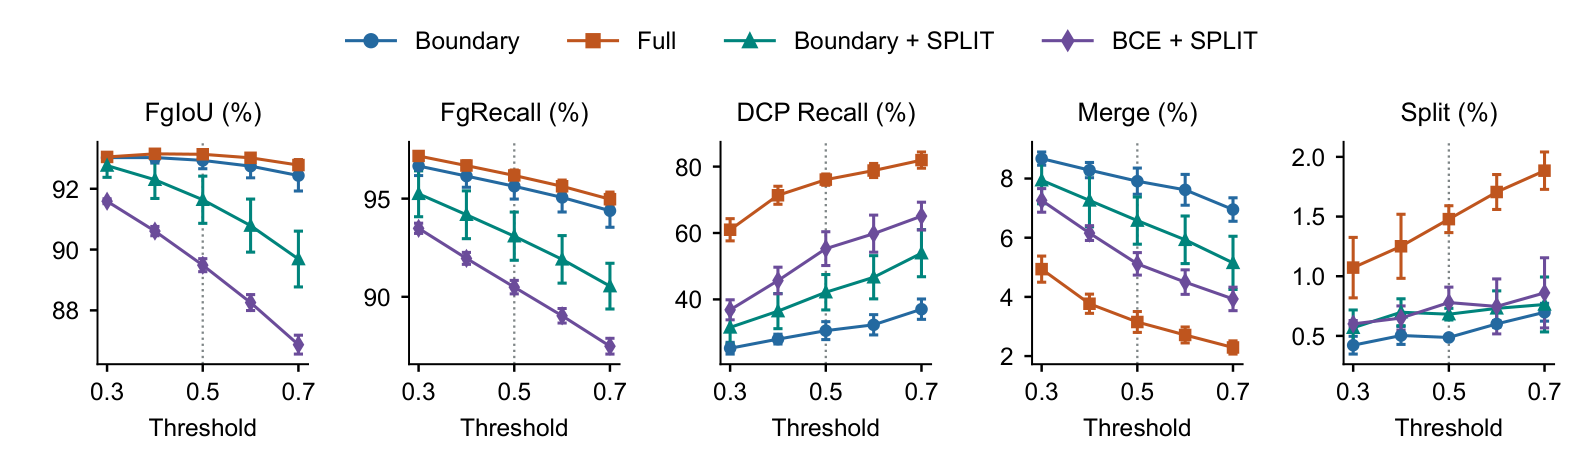 Boundary Full Boundary + SPLIT BCE + SPLIT
FgIoU (%)
92
90
88
0.3 0.5 0.7
Threshold
FgRecall (%)
95
90
0.3 0.5 0.7
Threshold
DCP Recall (%)
80
60
40
0.3 0.5 0.7
Threshold
Merge (%)
8
6
4
2
0.3 0.5 0.7
Threshold
Split (%)
2.0
1.5
1.0
0.5
0.3 0.5 0.7
Threshold